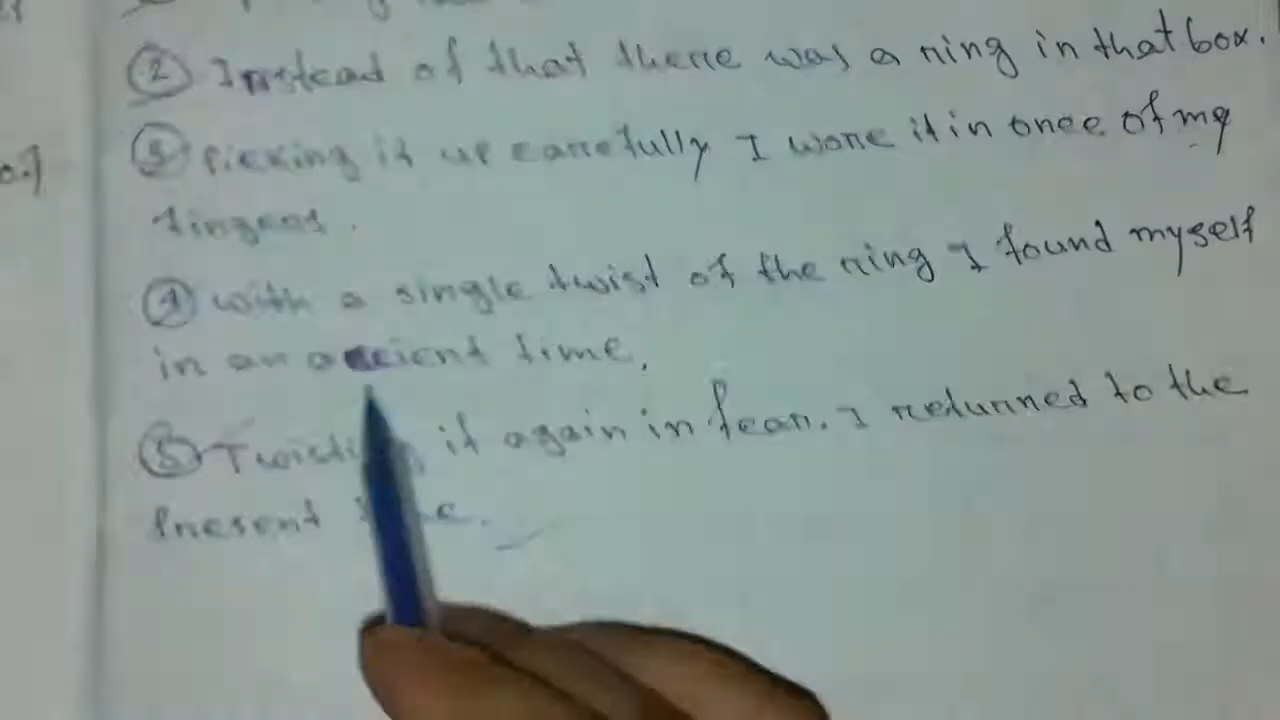 ② Instead of that there was a ring in that box.
③ Picking it up carefully I wore it in once of my
fingers.
④ with a single twist of the ring I found myself
in an ancient time.
⑤ it again in fear. I returned to the
Present